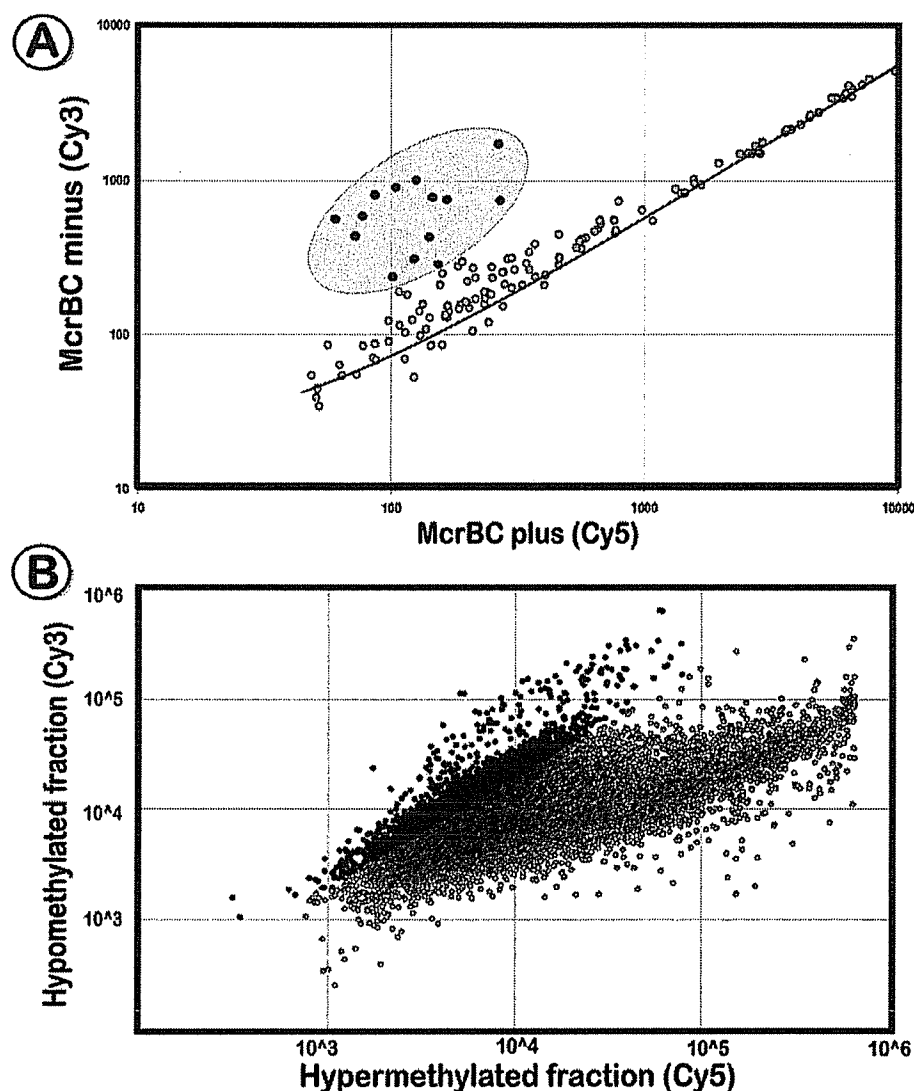 A
McrBC minus (Cy3)
10000
1000
100
10
10
100
1000
10000
McrBC plus (Cy5)
B
Hypomethylated fraction (Cy3)
10^6
10^5
10^4
10^3
10^3
10^4
10^5
10^6
Hypermethylated fraction (Cy5)